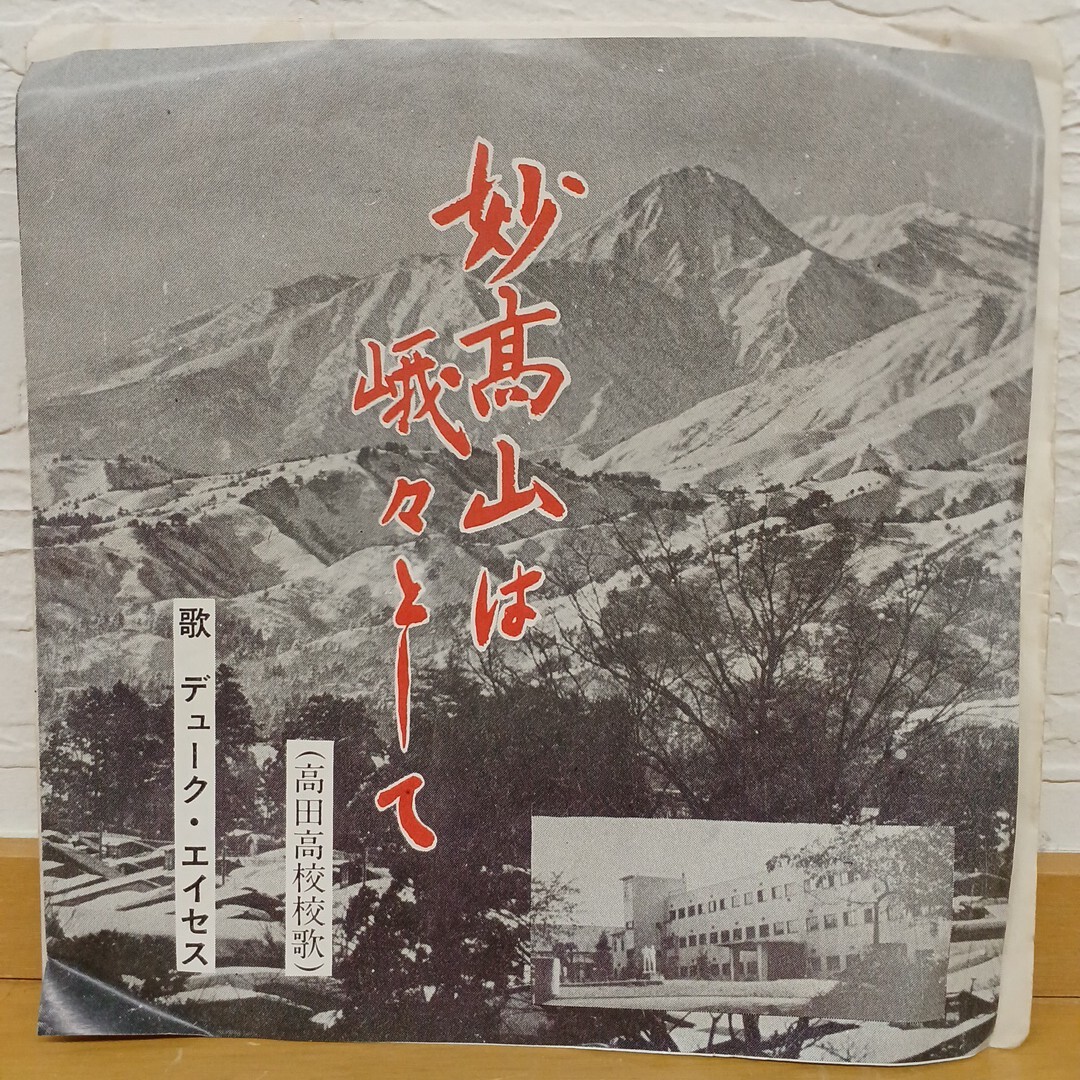 妙高山は
峨々として
(高田高校校歌)
歌 デューク・エイセス